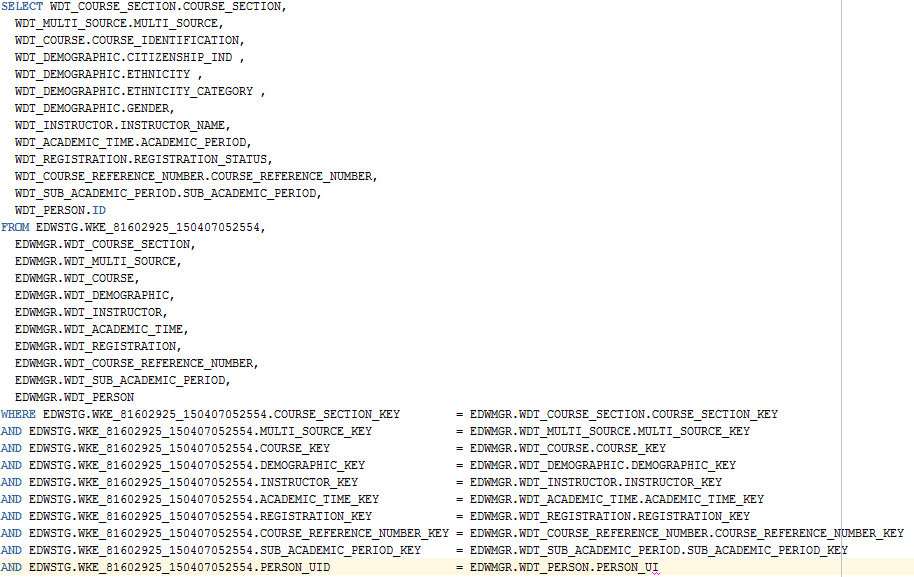 SELECT WDT_COURSE_SECTION.COURSE_SECTION,
WDT_MULTI_SOURCE.MULTI_SOURCE,
WDT_COURSE.COURSE_IDENTIFICATION,
WDT_DEMOGRAPHIC.CITIZENSHIP_IND ,
WDT_DEMOGRAPHIC.ETHNICITY ,
WDT_DEMOGRAPHIC.ETHNICITY_CATEGORY ,
WDT_DEMOGRAPHIC.GENDER,
WDT_INSTRUCTOR.INSTRUCTOR_NAME,
WDT_ACADEMIC_TIME.ACADEMIC_PERIOD,
WDT_REGISTRATION.REGISTRATION_STATUS,
WDT_COURSE_REFERENCE_NUMBER.COURSE_REFERENCE_NUMBER,
WDT_SUB_ACADEMIC_PERIOD.SUB_ACADEMIC_PERIOD,
WDT_PERSON.ID
FROM EDWSTG.WKE_81602925_150407052554,
EDWMGR.WDT_COURSE_SECTION,
EDWMGR.WDT_MULTI_SOURCE,
EDWMGR.WDT_COURSE,
EDWMGR.WDT_DEMOGRAPHIC,
EDWMGR.WDT_INSTRUCTOR,
EDWMGR.WDT_ACADEMIC_TIME,
EDWMGR.WDT_REGISTRATION,
EDWMGR.WDT_COURSE_REFERENCE_NUMBER,
EDWMGR.WDT_SUB_ACADEMIC_PERIOD,
EDWMGR.WDT_PERSON
WHERE EDWSTG.WKE_81602925_150407052554.COURSE_SECTION_KEY = EDWMGR.WDT_COURSE_SECTION.COURSE_SECTION_KEY
AND EDWSTG.WKE_81602925_150407052554.MULTI_SOURCE_KEY = EDWMGR.WDT_MULTI_SOURCE.MULTI_SOURCE_KEY
AND EDWSTG.WKE_81602925_150407052554.COURSE_KEY = EDWMGR.WDT_COURSE.COURSE_KEY
AND EDWSTG.WKE_81602925_150407052554.DEMOGRAPHIC_KEY = EDWMGR.WDT_DEMOGRAPHIC.DEMOGRAPHIC_KEY
AND EDWSTG.WKE_81602925_150407052554.INSTRUCTOR_KEY = EDWMGR.WDT_INSTRUCTOR.INSTRUCTOR_KEY
AND EDWSTG.WKE_81602925_150407052554.ACADEMIC_TIME_KEY = EDWMGR.WDT_ACADEMIC_TIME.ACADEMIC_TIME_KEY
AND EDWSTG.WKE_81602925_150407052554.REGISTRATION_KEY = EDWMGR.WDT_REGISTRATION.REGISTRATION_KEY
AND EDWSTG.WKE_81602925_150407052554.COURSE_REFERENCE_NUMBER_KEY = EDWMGR.WDT_COURSE_REFERENCE_NUMBER.COURSE_REFERENCE_NUMBER_KEY
AND EDWSTG.WKE_81602925_150407052554.SUB_ACADEMIC_PERIOD_KEY = EDWMGR.WDT_SUB_ACADEMIC_PERIOD.SUB_ACADEMIC_PERIOD_KEY
AND EDWSTG.WKE_81602925_150407052554.PERSON_UID = EDWMGR.WDT_PERSON.PERSON_UI